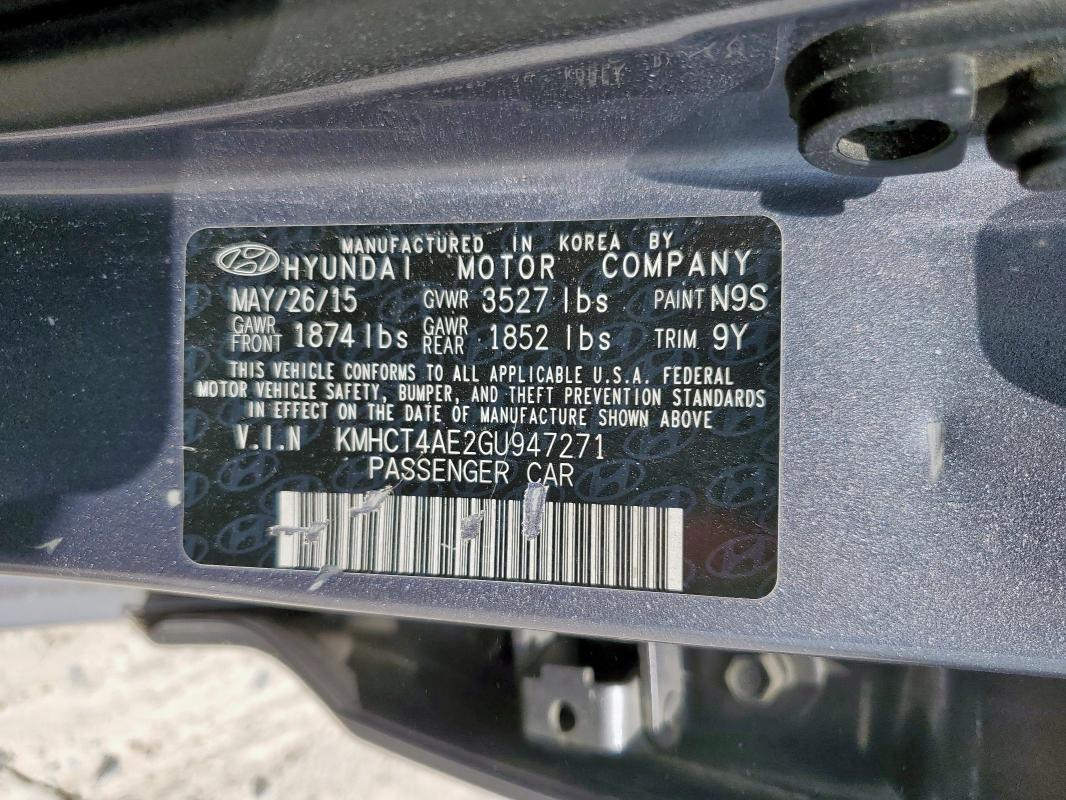 MANUFACTURED IN KOREA BY
HYUNDAI MOTOR COMPANY
MAY/26/15 GVWR 3527 lbs PAINT N9S
GAWR FRONT 1874 lbs GAWR REAR 1852 lbs TRIM 9Y
THIS VEHICLE CONFORMS TO ALL APPLICABLE U.S.A. FEDERAL
MOTOR VEHICLE SAFETY, BUMPER, AND THEFT PREVENTION STANDARDS
IN EFFECT ON THE DATE OF MANUFACTURE SHOWN ABOVE
V.I.N KMHCT4AE2GU947271
PASSENGER CAR